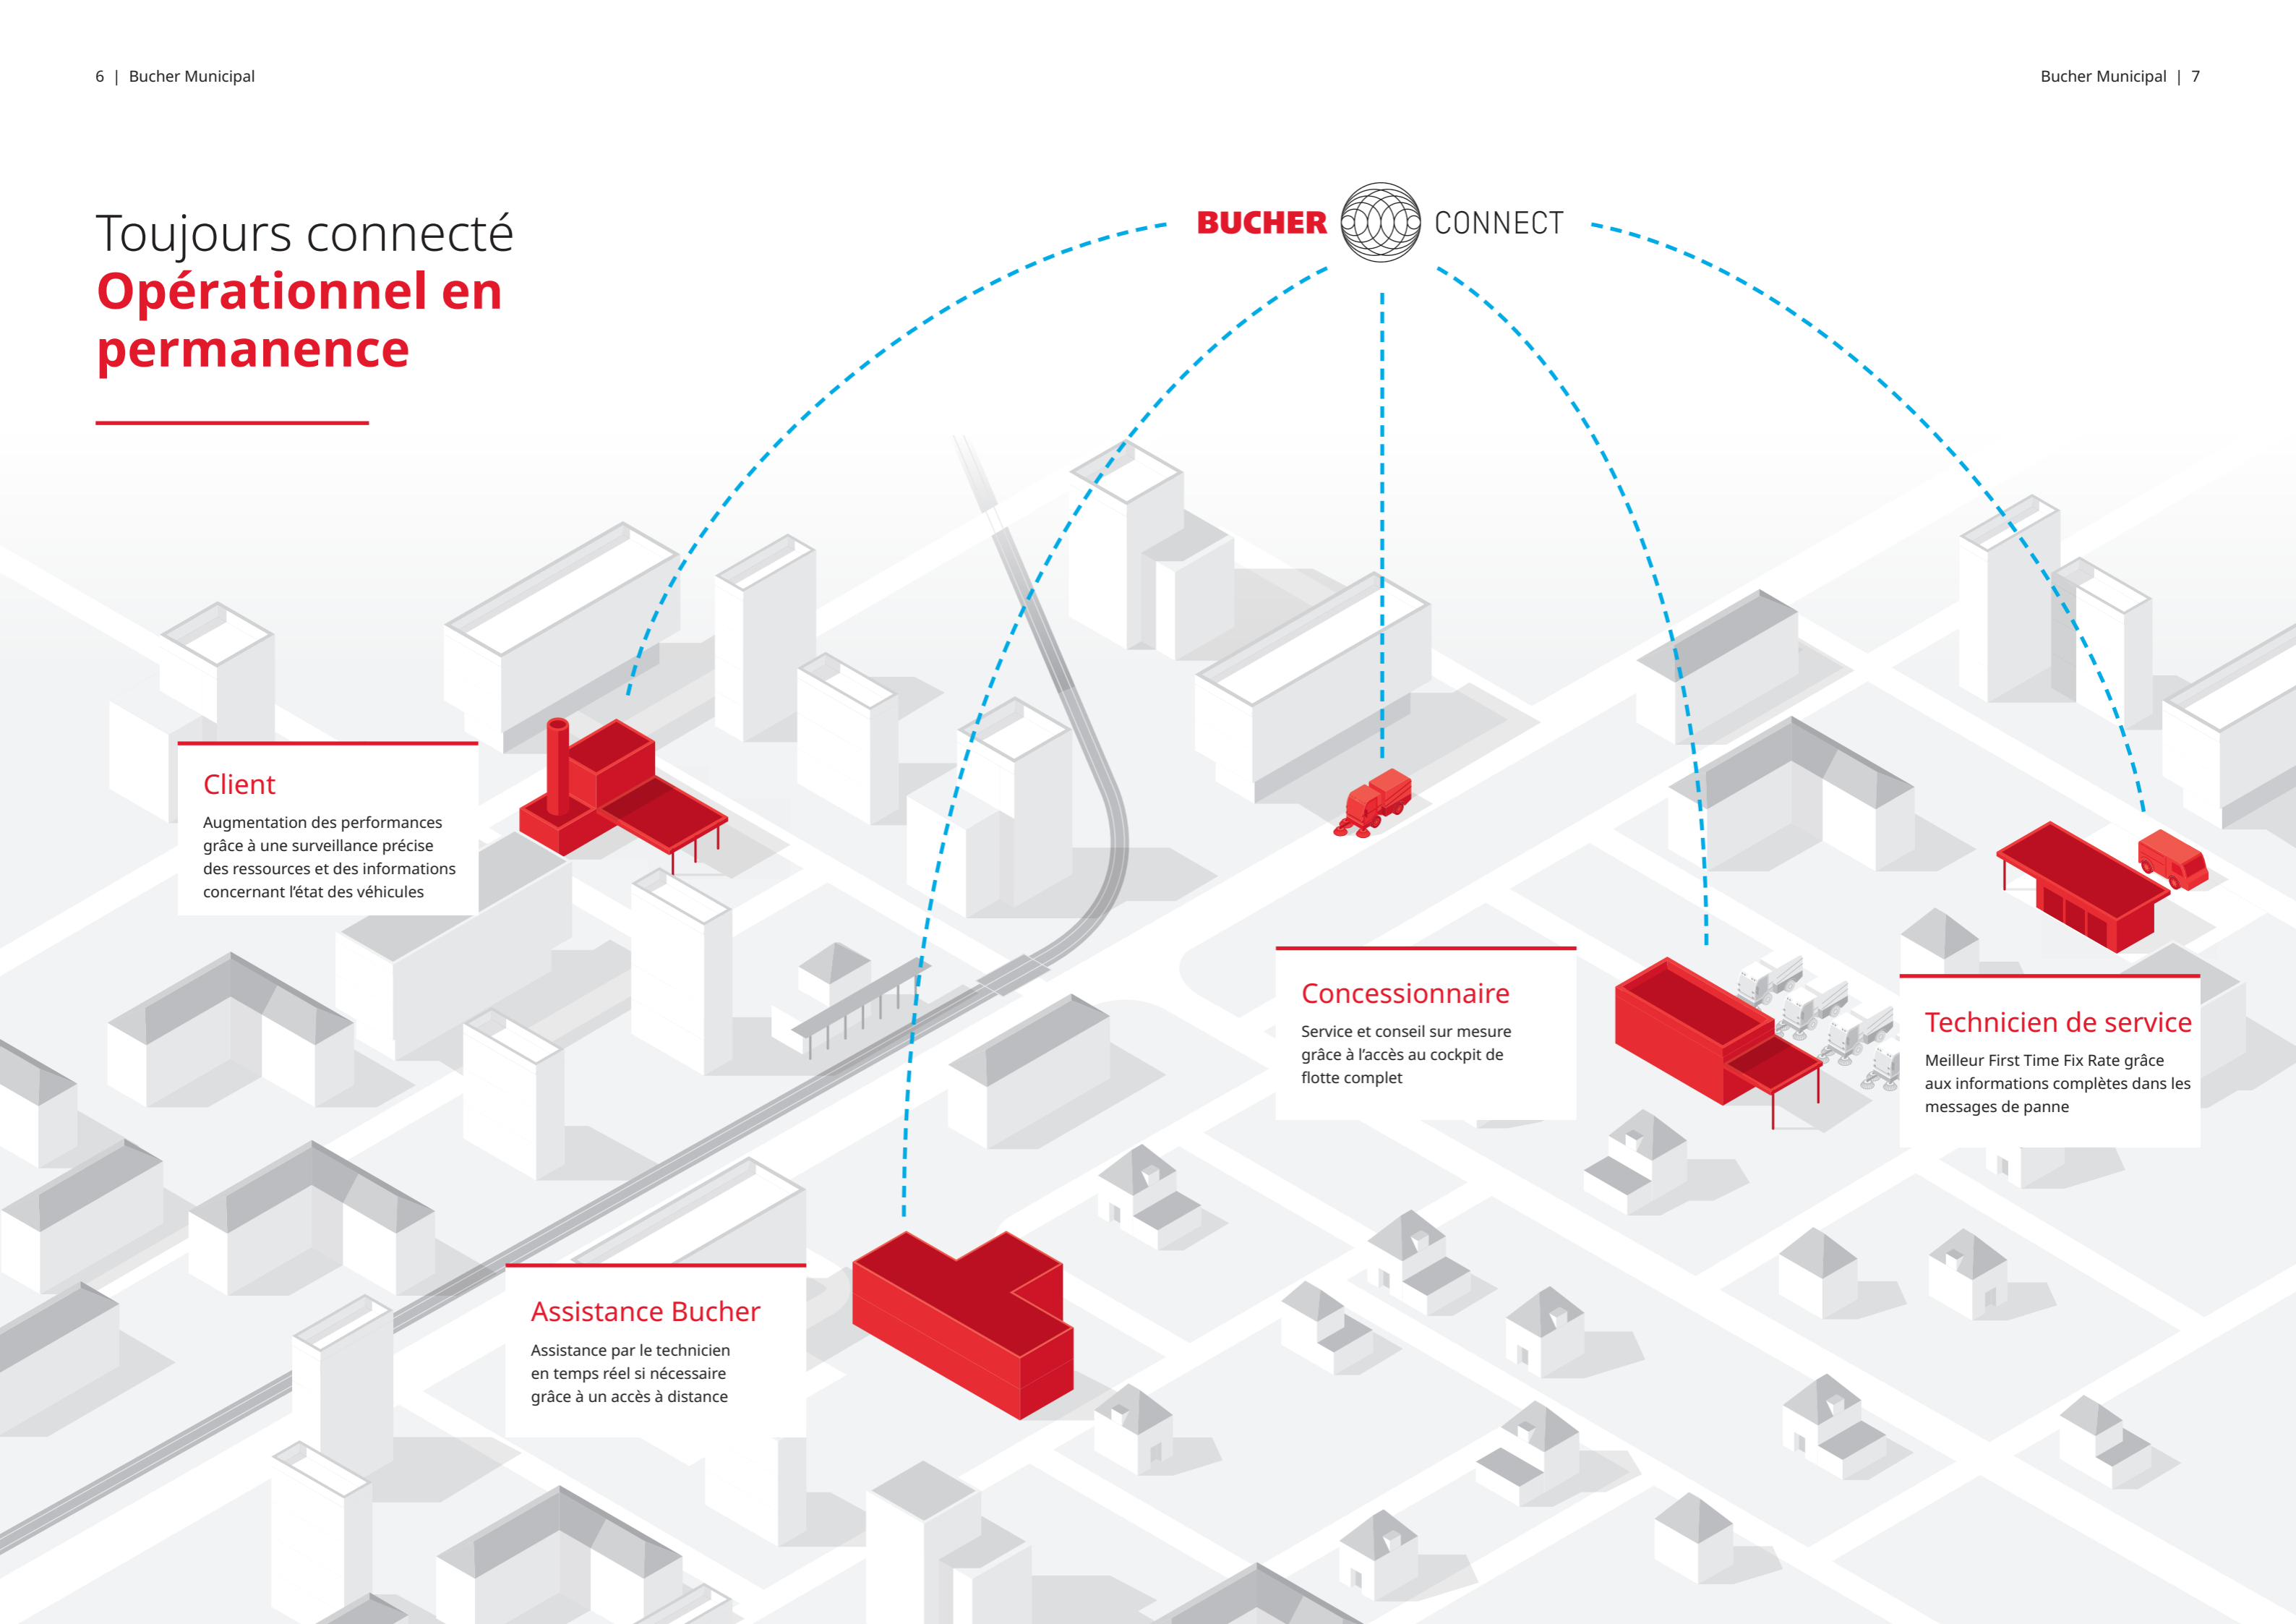 6 | Bucher Municipal
Bucher Municipal | 7
Toujours connecté
Opérationnel en
permanence
BUCHER CONNECT
Client
Augmentation des performances
grâce à une surveillance précise
des ressources et des informations
concernant l’état des véhicules
Concessionnaire
Service et conseil sur mesure
grâce à l’accès au cockpit de
flotte complet
Technicien de service
Meilleur First Time Fix Rate grâce
aux informations complètes dans les
messages de panne
Assistance Bucher
Assistance par le technicien
en temps réel si nécessaire
grâce à un accès à distance